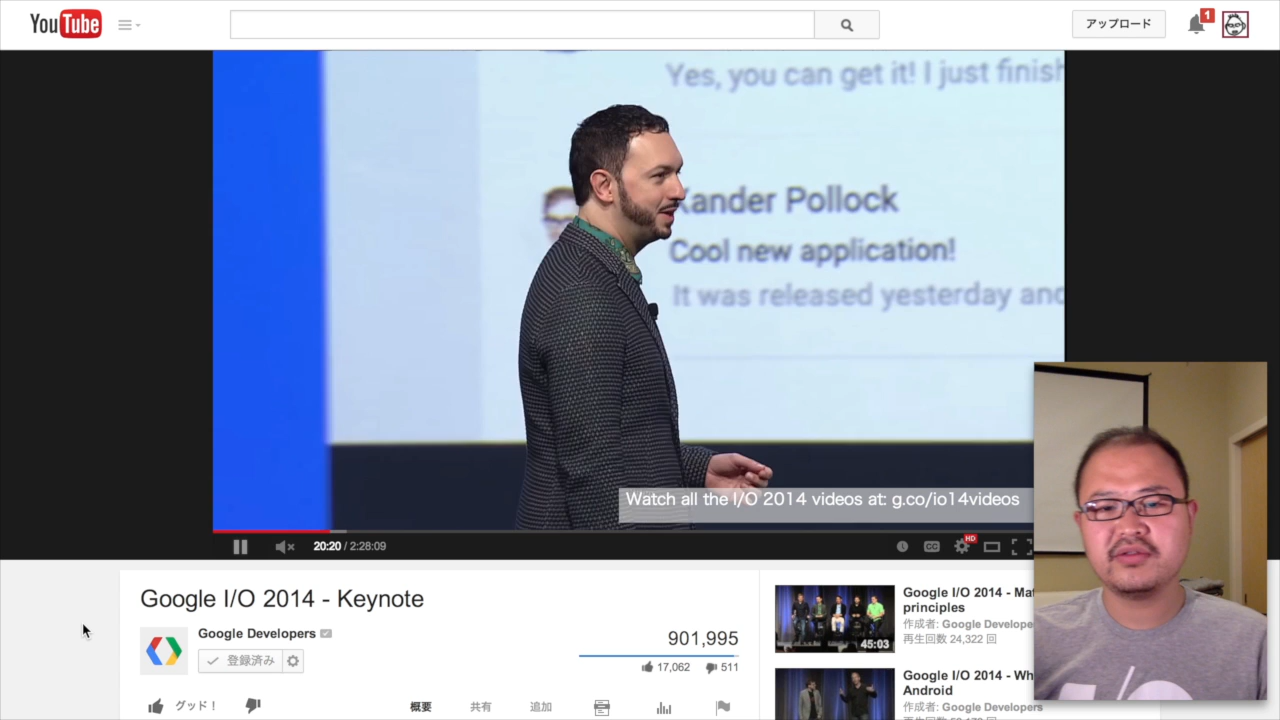 YouTube
アップロード
1
Yes, you can get it! I just finish
Xander Pollock
Cool new application!
It was released yesterday and
Watch all the I/O 2014 videos at: g.co/io14videos
20:20 / 2:28:09
CC
HD
Google I/O 2014 - Keynote
Google Developers
登録済み
901,995
17,062
511
グッド！
概要
共有
追加
45:03
Google I/O 2014 - Mat
principles
作成者: Google Develope
再生回数 24,322 回
Google I/O 2014 - Wh
Android
作成者: Google Developers
I/O